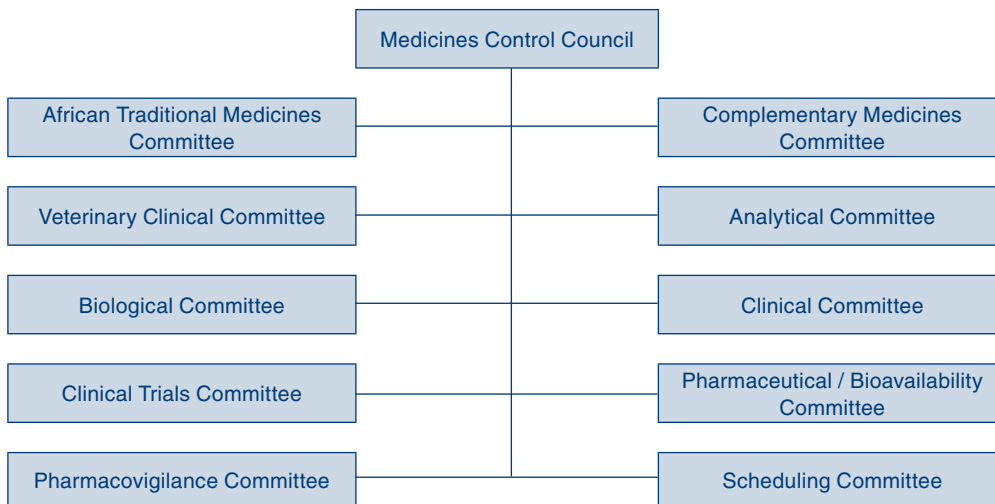 Medicines Control Council
African Traditional Medicines
Committee
Complementary Medicines
Committee
Veterinary Clinical Committee
Analytical Committee
Biological Committee
Clinical Committee
Clinical Trials Committee
Pharmaceutical / Bioavailability
Committee
Pharmacovigilance Committee
Scheduling Committee